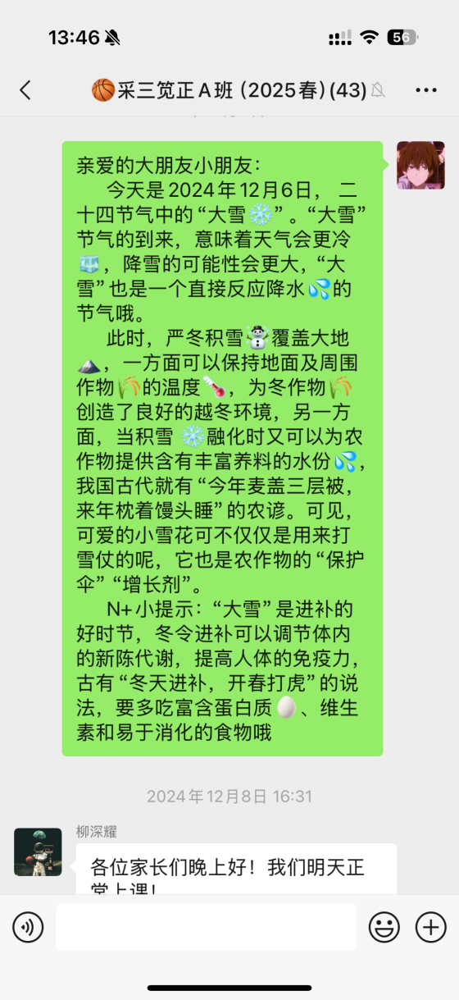 13:46
56
🏀采三笕正A班（2025春）(43)
亲爱的大朋友小朋友：
今天是2024年12月6日， 二
十四节气中的“大雪❄️”。“大雪”
节气的到来，意味着天气会更冷
🧊，降雪的可能性会更大，“大
雪”也是一个直接反应降水💦的
节气哦。
此时，严冬积雪☃️覆盖大地
⛰️，一方面可以保持地面及周围
作物🌾的温度🌡️，为冬作物🌾
创造了良好的越冬环境，另一方
面，当积雪 ❄️融化时又可以为农
作物提供含有丰富养料的水份💦，
我国古代就有“今年麦盖三层被，
来年枕着馒头睡”的农谚。可见，
可爱的小雪花可不仅仅是用来打
雪仗的呢，它也是农作物的“保护
伞”“增长剂”。
N+小提示：“大雪”是进补的
好时节，冬令进补可以调节体内
的新陈代谢，提高人体的免疫力，
古有“冬天进补，开春打虎”的说
法，要多吃富含蛋白质🥚、维生
素和易于消化的食物哦
2024年12月8日 16:31
柳深耀
各位家长们晚上好！我们明天正
常上课！